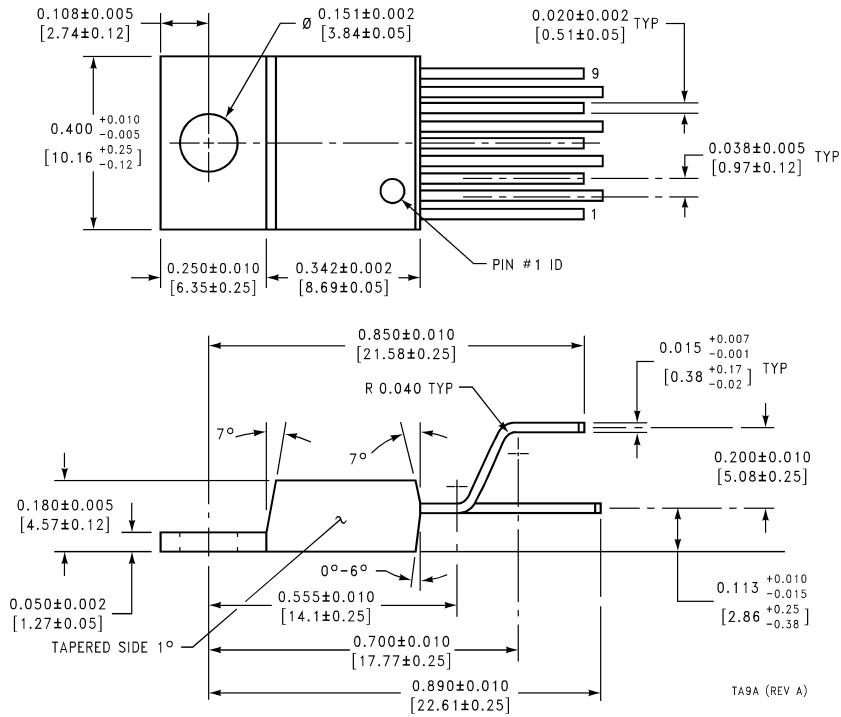 0.108±0.005
[2.74±0.12]
Ø 0.151±0.002
[3.84±0.05]
0.020±0.002 TYP
[0.51±0.05]
9
0.400 +0.010 -0.005
[10.16 +0.25 -0.12]
0.038±0.005 TYP
[0.97±0.12]
1
PIN #1 ID
0.250±0.010
[6.35±0.25]
0.342±0.002
[8.69±0.05]
0.850±0.010
[21.58±0.25]
0.015 +0.007 -0.001 TYP
[0.38 +0.17 -0.02]
R 0.040 TYP
7°
7°
0.200±0.010
[5.08±0.25]
0.180±0.005
[4.57±0.12]
0°-6°
0.050±0.002
[1.27±0.05]
0.555±0.010
[14.1±0.25]
0.113 +0.010 -0.015
[2.86 +0.25 -0.38]
TAPERED SIDE 1°
0.700±0.010
[17.77±0.25]
0.890±0.010
[22.61±0.25]
TA9A (REV A)